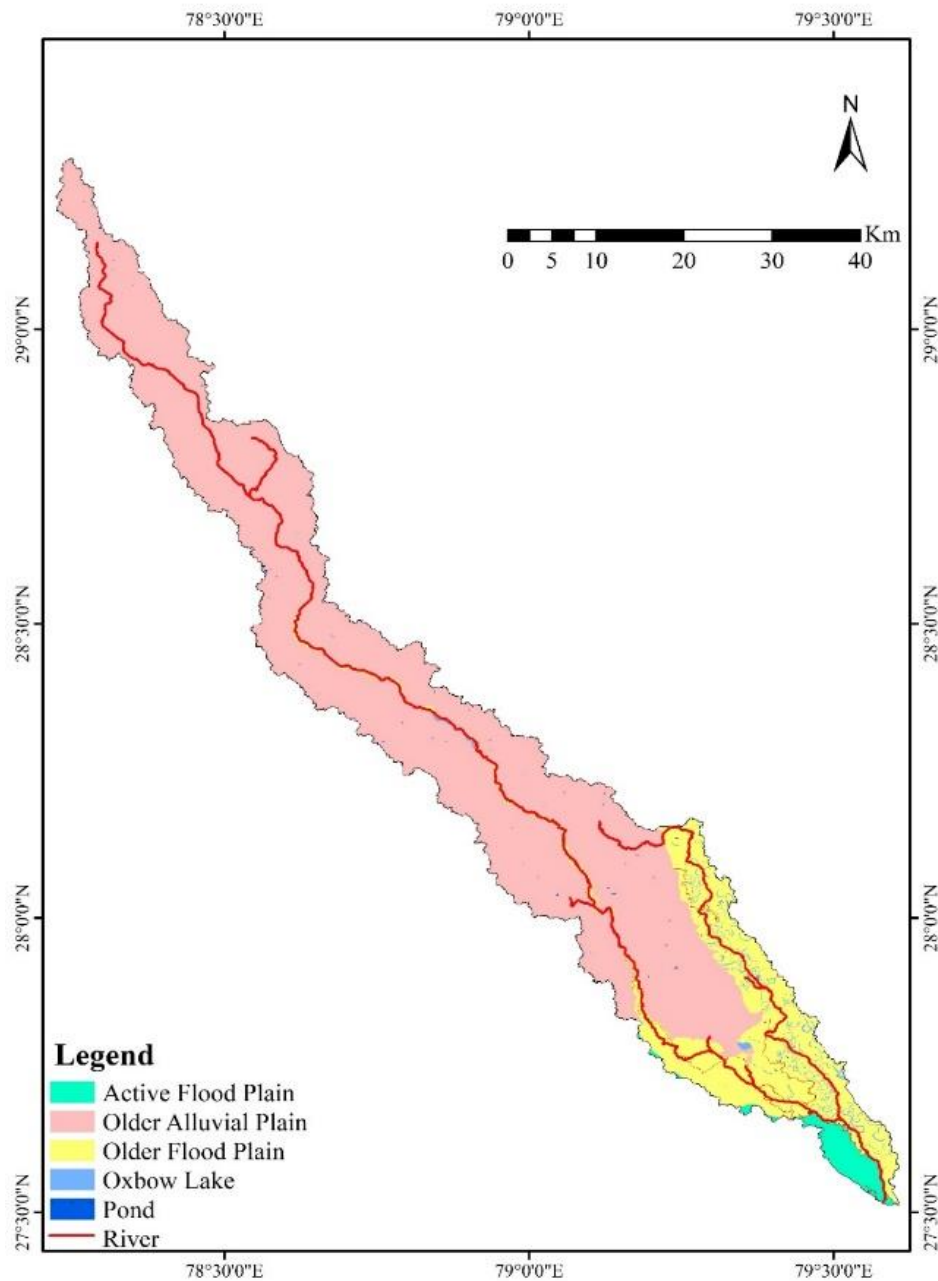 78°30'0"E 79°0'0"E 79°30'0"E
N
Km
0 5 10 20 30 40
29°0'0"N 29°0'0"N
28°30'0"N 28°30'0"N
28°0'0"N 28°0'0"N
Legend
Active Flood Plain
Older Alluvial Plain
Older Flood Plain
Oxbow Lake
Pond
River
27°30'0"N 27°30'0"N
78°30'0"E 79°0'0"E 79°30'0"E